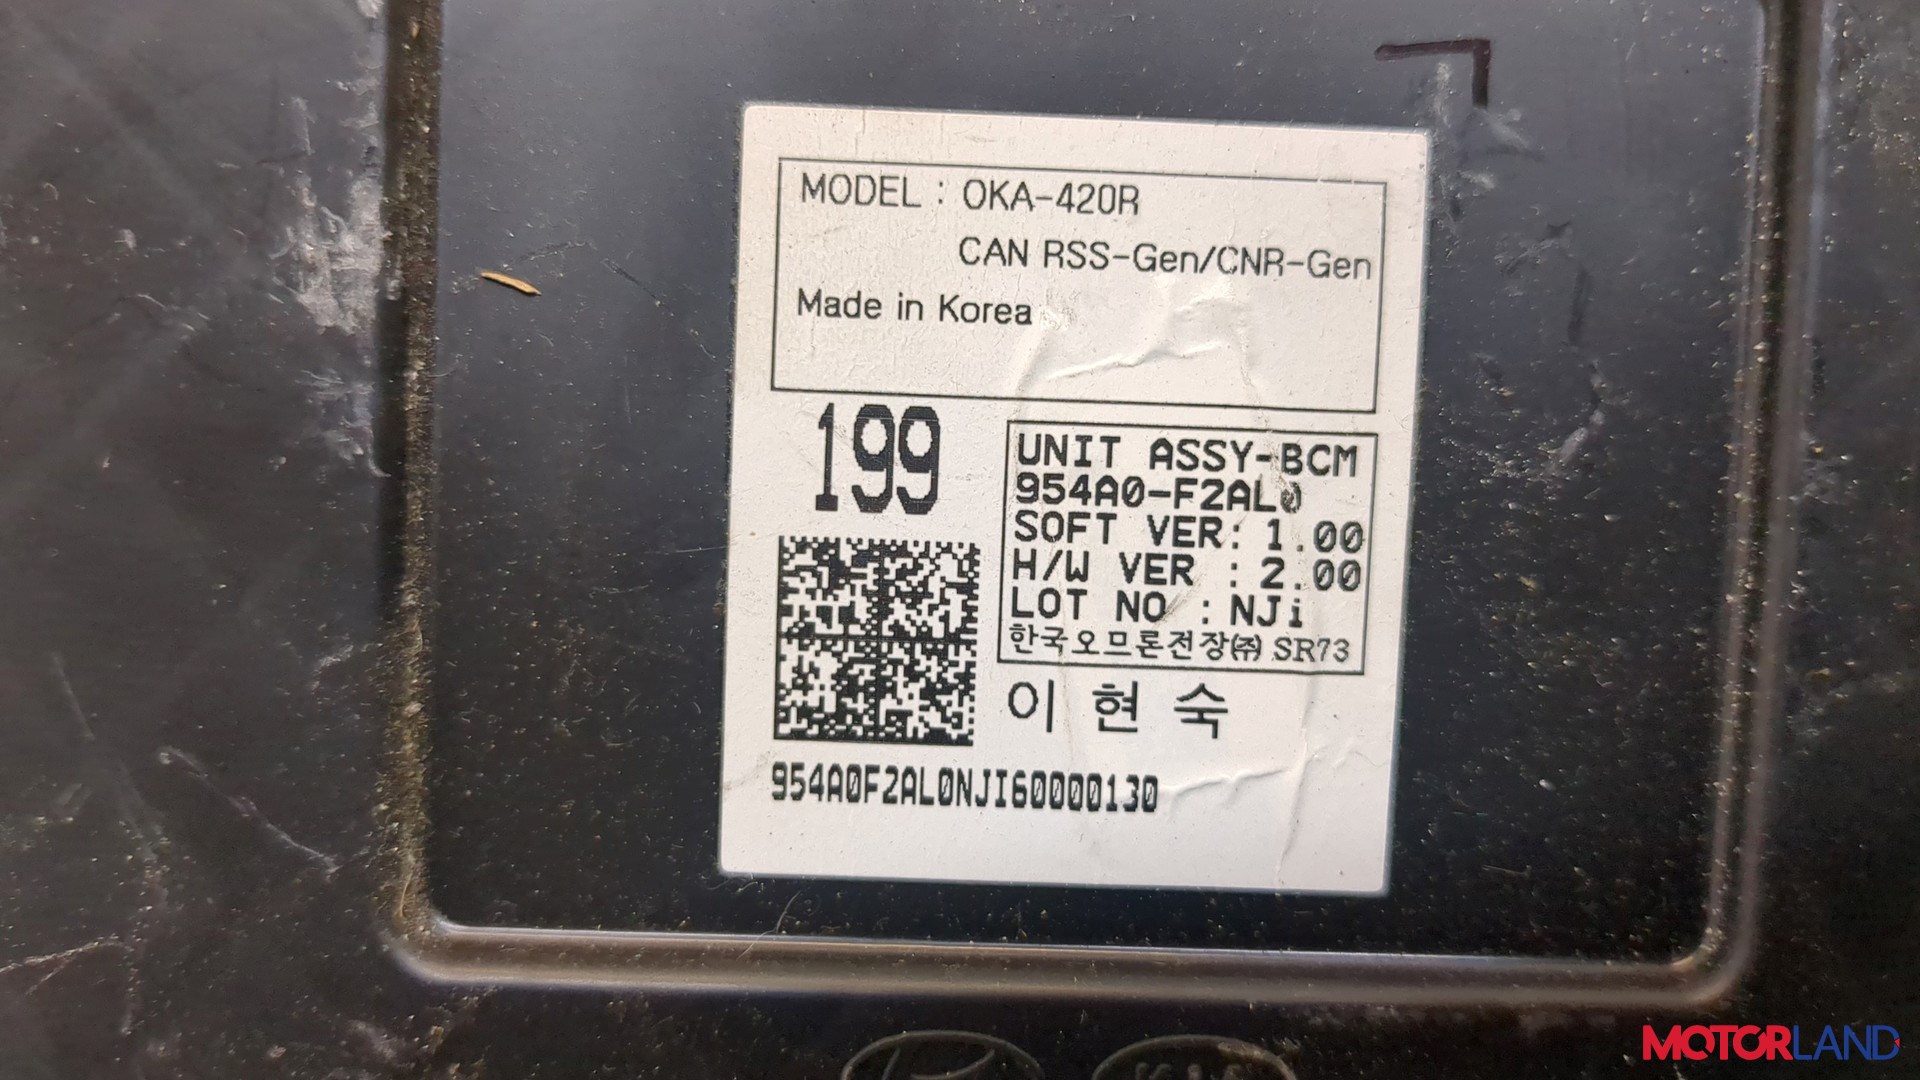 MODEL : OKA-420R
CAN RSS-Gen/CNR-Gen
Made in Korea
199
UNIT ASSY-BCM
954A0-F2AL0
SOFT VER: 1.00
H/W VER : 2.00
LOT NO : NJi
한국오므론전장㈜ SR73
이 현 숙
954A0F2AL0NJI60000130
KIA
MOTORLAND